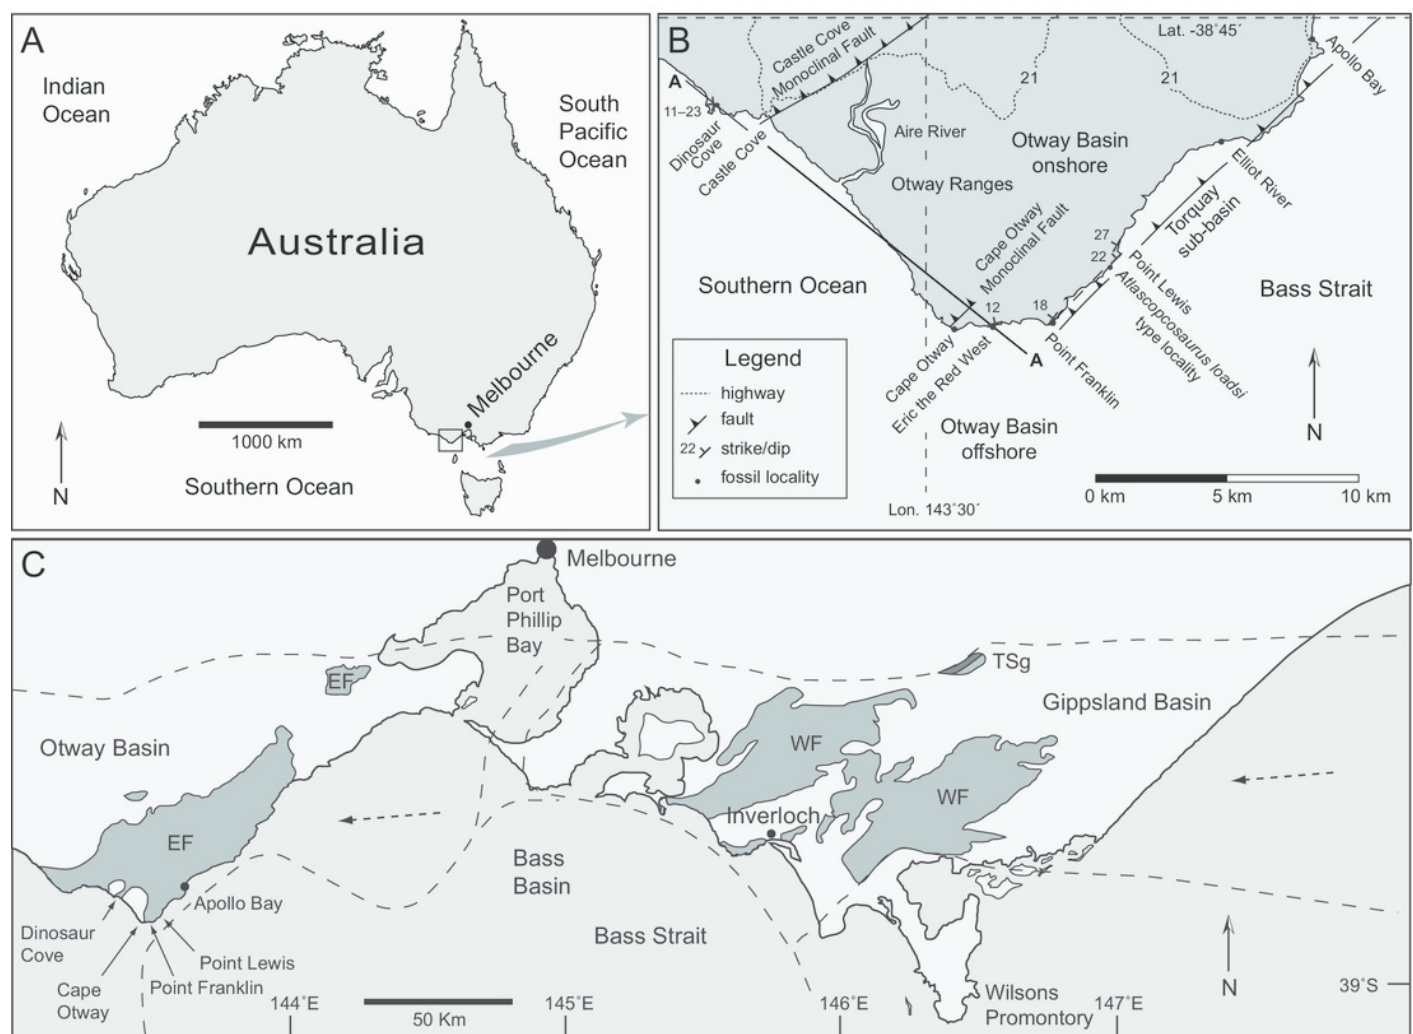 A
Indian
Ocean
South
Pacific
Ocean
Australia
Melbourne
1000 km
N
Southern Ocean
B
Lat. -38˚45´
A
Castle Cove
Monoclinal Fault
21
21
Apollo Bay
11–23
Dinosaur
Cove
Castle Cove
Aire River
Otway Basin
onshore
Otway Ranges
Elliot River
Torquay
sub-basin
Cape Otway
Monoclinal Fault
27
22
Point Lewis
Atlascopcosaurus loadsi
type locality
Southern Ocean
Bass Strait
12
18
Cape Otway
Eric the Red West
A
Point Franklin
Legend
highway
fault
22 strike/dip
fossil locality
Otway Basin
offshore
N
0 km
5 km
10 km
Lon. 143˚30´
C
Melbourne
Port
Phillip
Bay
EF
TSg
Otway Basin
Gippsland Basin
WF
WF
EF
Inverloch
Bass
Basin
Apollo Bay
Dinosaur
Cove
Bass Strait
Point Lewis
Point Franklin
Cape
Otway
N
39˚S
Wilsons
Promontory
144˚E
50 Km
145˚E
146˚E
147˚E